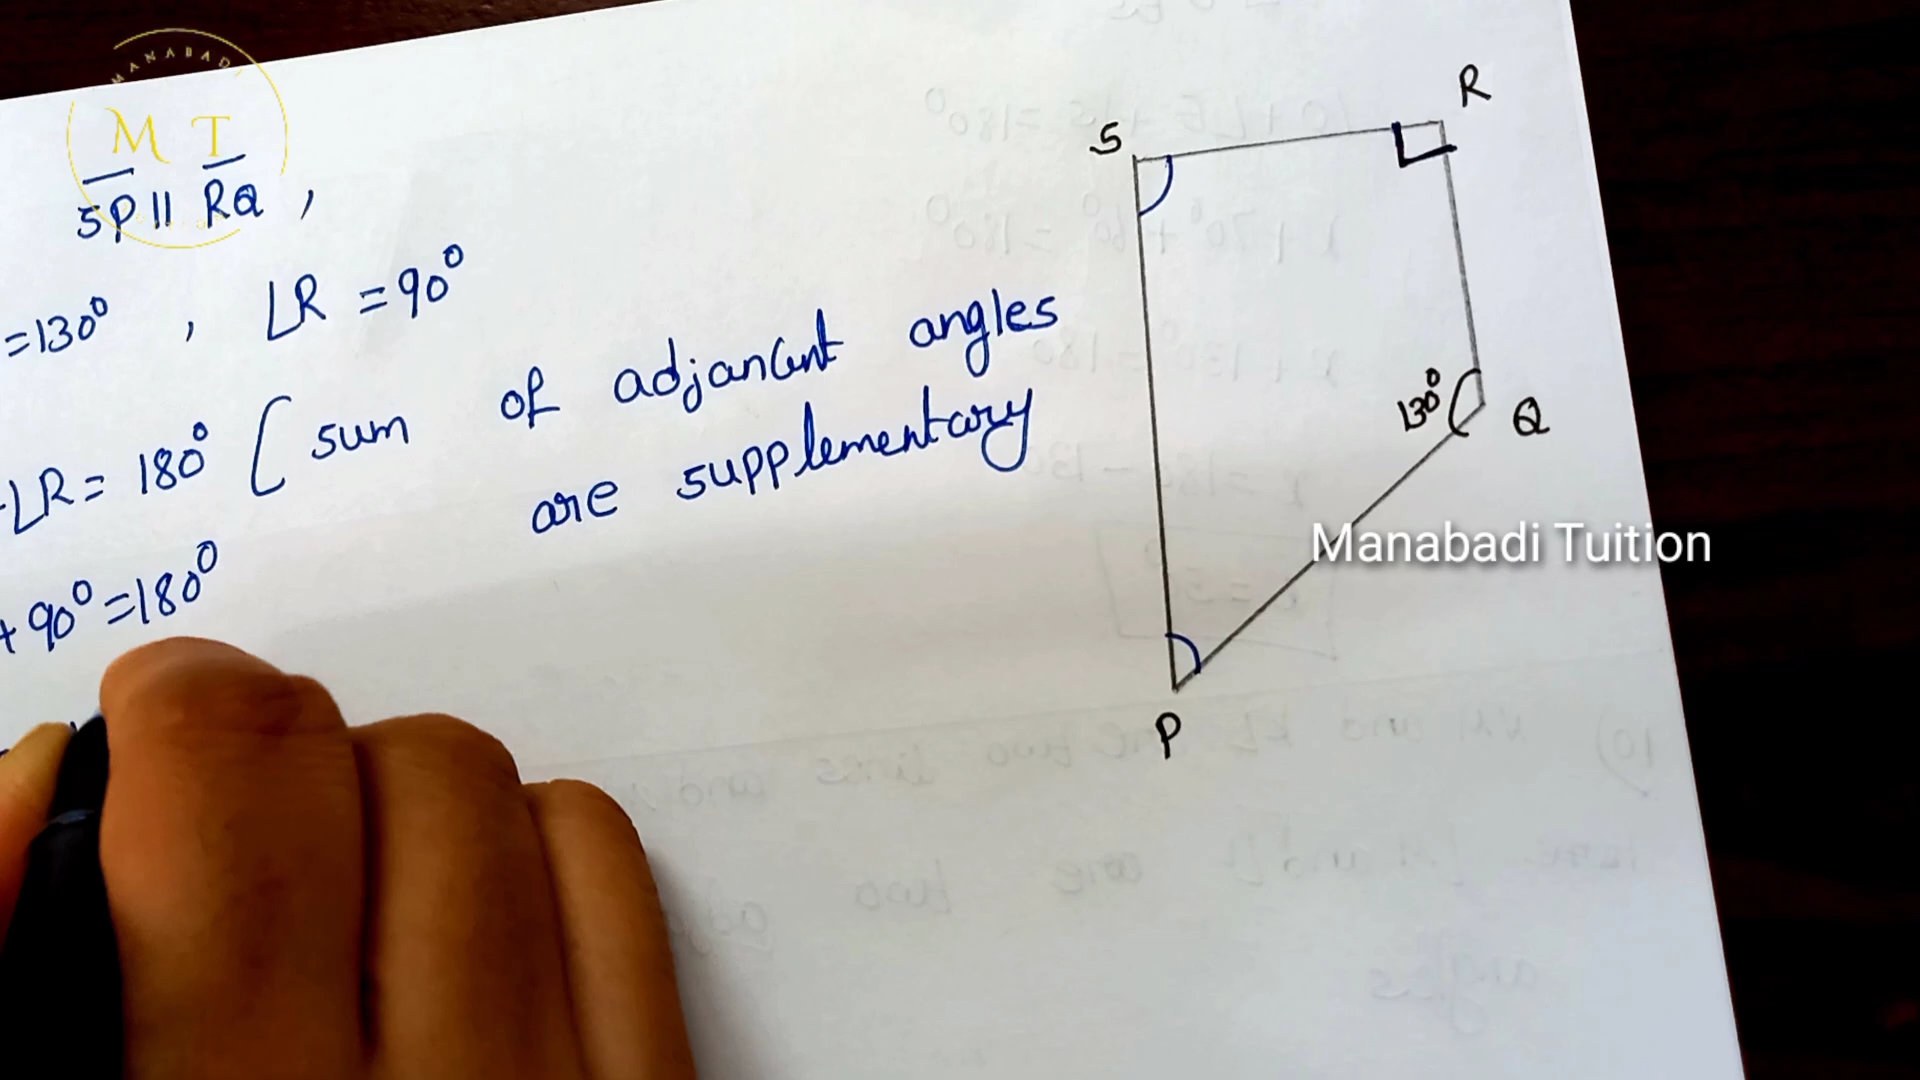 MANABADI
M T
SP || RQ ,
=130° , ∠R = 90°
∠R = 180° ( sum of adjancent angles
are supplementary
+ 90° = 180°
S
R
130°
Q
P
Manabadi Tuition